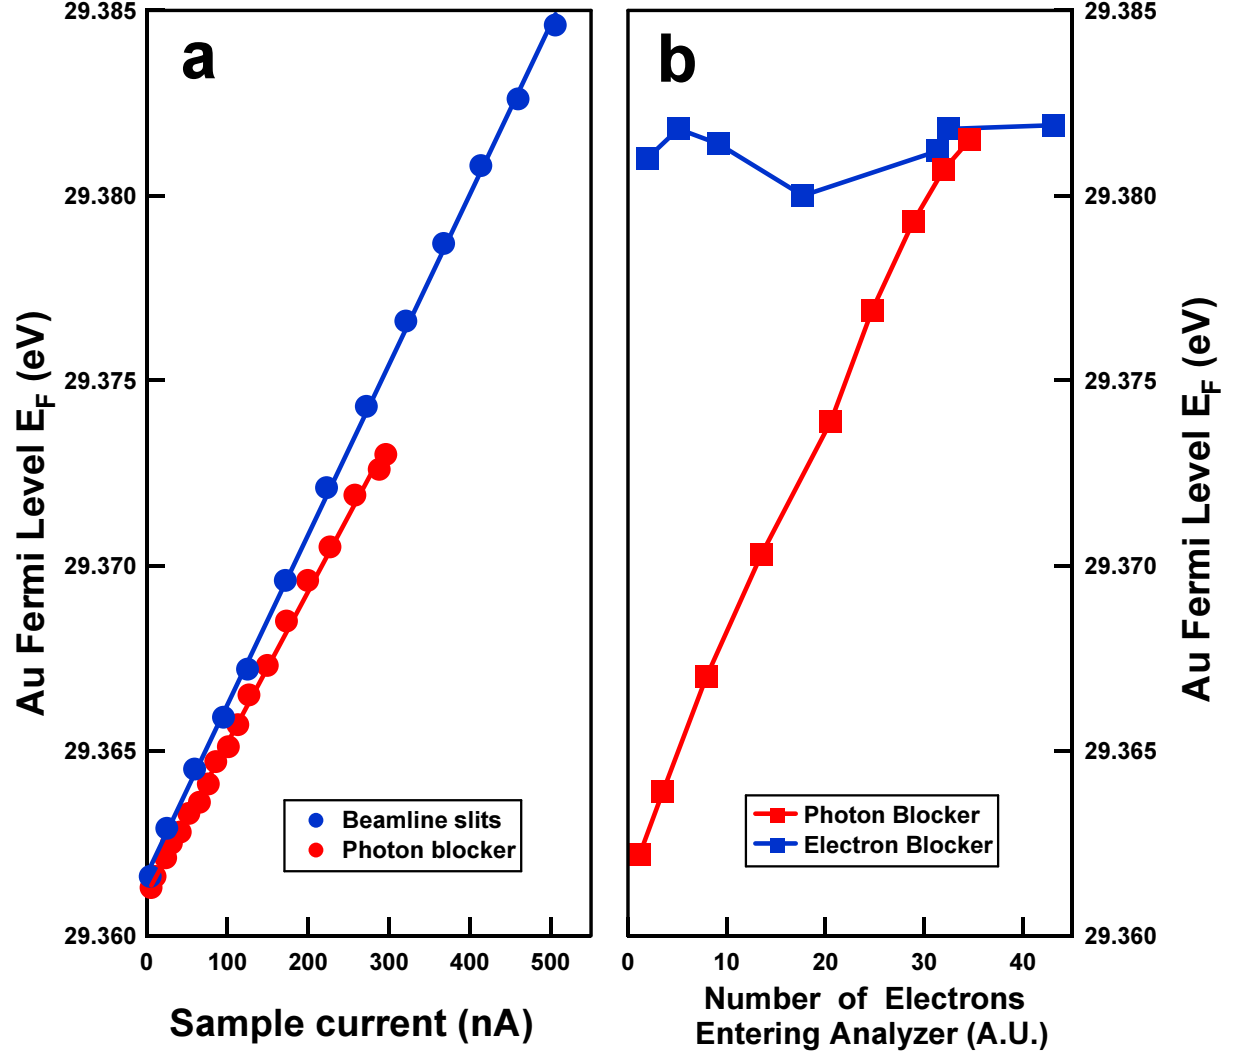 a
29.385
29.380
29.375
29.370
29.365
29.360
Au Fermi Level E_F (eV)
Beamline slits
Photon blocker
0 100 200 300 400 500
Sample current (nA)
b
29.385
29.380
29.375
29.370
29.365
29.360
Au Fermi Level E_F (eV)
Photon Blocker
Electron Blocker
0 10 20 30 40
Number of Electrons
Entering Analyzer (A.U.)